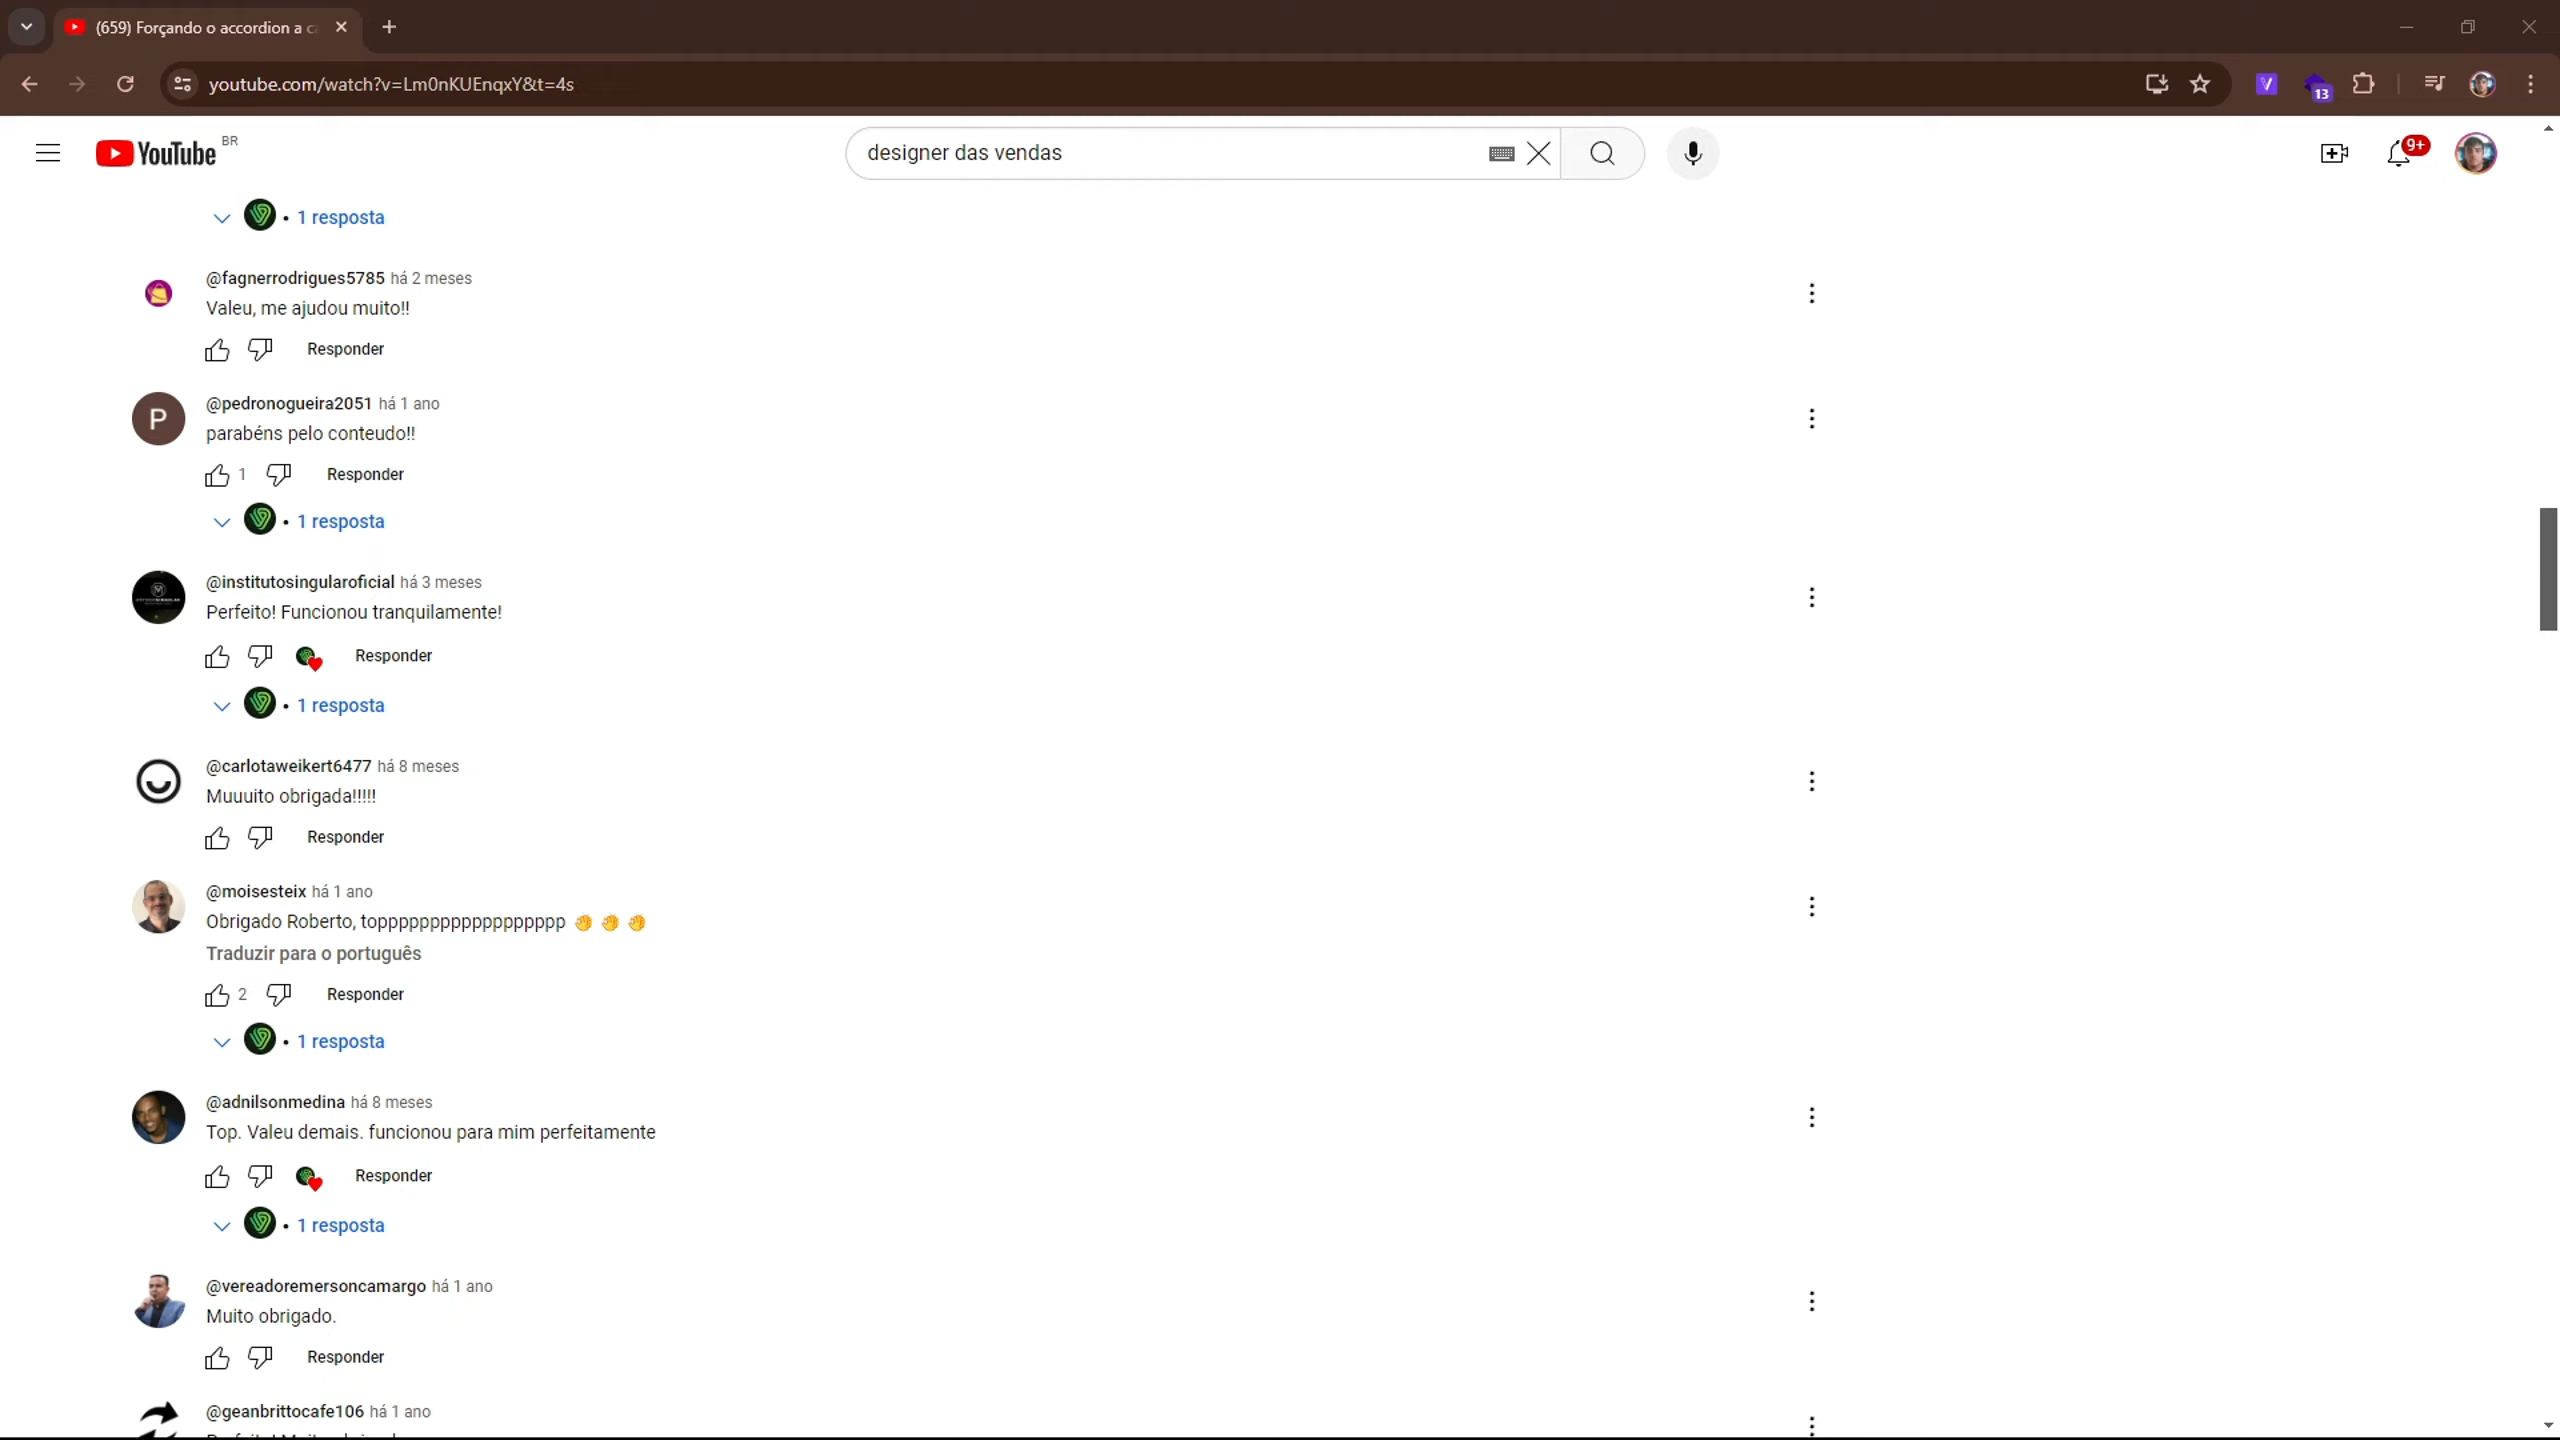 (659) Forçando o accordion a c
youtube.com/watch?v=Lm0nKUEnqxY&t=4s
13
YouTube BR
designer das vendas
9+
• 1 resposta
@fagnerrodrigues5785 há 2 meses
Valeu, me ajudou muito!!
Responder
P
@pedronogueira2051 há 1 ano
parabéns pelo conteudo!!
1 Responder
• 1 resposta
@institutosingularoficial há 3 meses
Perfeito! Funcionou tranquilamente!
Responder
• 1 resposta
@carlotaweikert6477 há 8 meses
Muuuito obrigada!!!!!
Responder
@moisesteix há 1 ano
Obrigado Roberto, topppppppppppppppppp 👏 👏 👏
Traduzir para o português
2 Responder
• 1 resposta
@adnilsonmedina há 8 meses
Top. Valeu demais. funcionou para mim perfeitamente
Responder
• 1 resposta
@vereadoremersoncamargo há 1 ano
Muito obrigado.
Responder
@geanbrittocafe106 há 1 ano